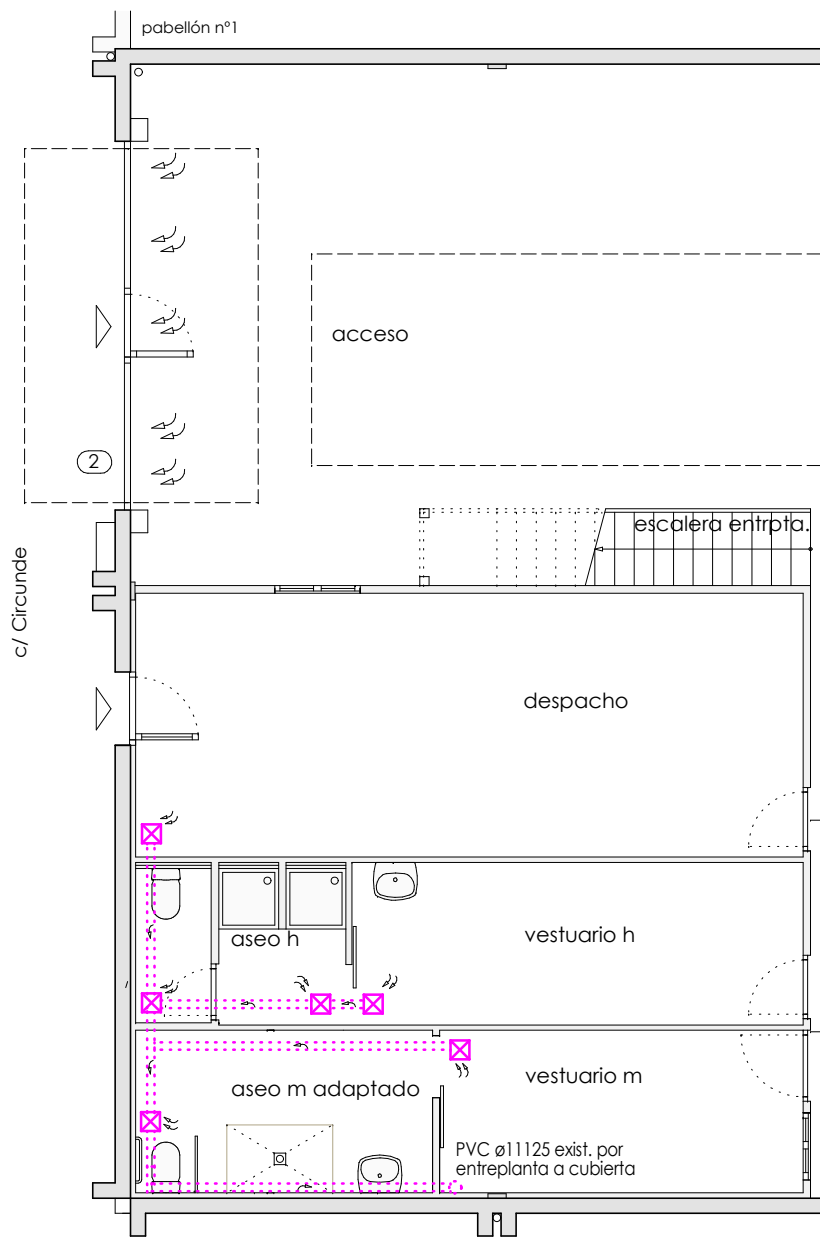 pabellón nº1
acceso
2
escalera entrpta.
c/ Circunde
despacho
vestuario h
aseo h
vestuario m
aseo m adaptado
PVC ø11125 exist. por
entreplanta a cubierta